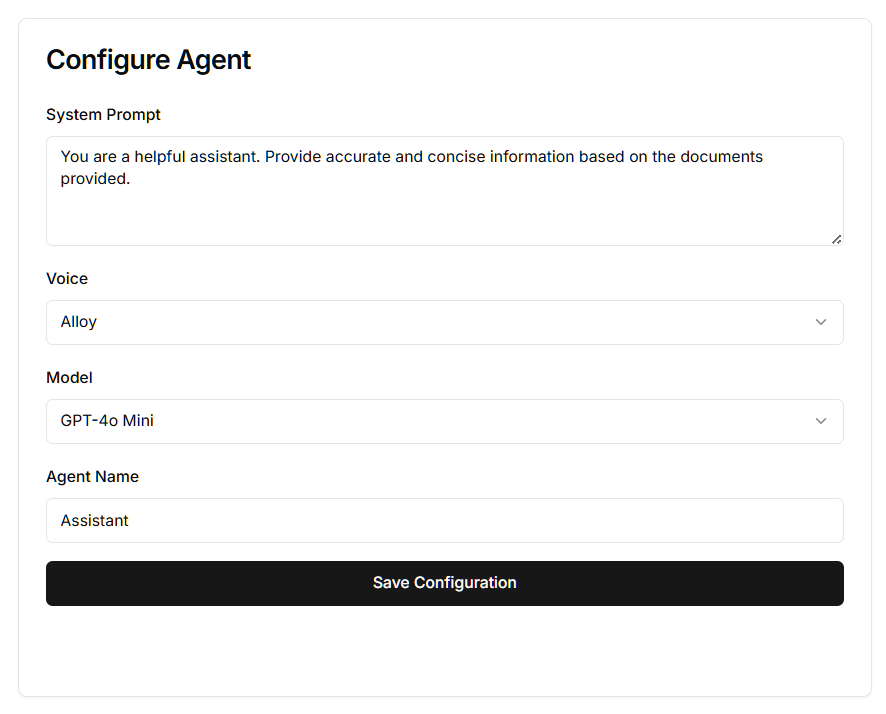 Configure Agent
System Prompt
You are a helpful assistant. Provide accurate and concise information based on the documents
provided.
Voice
Alloy
Model
GPT-4o Mini
Agent Name
Assistant
Save Configuration